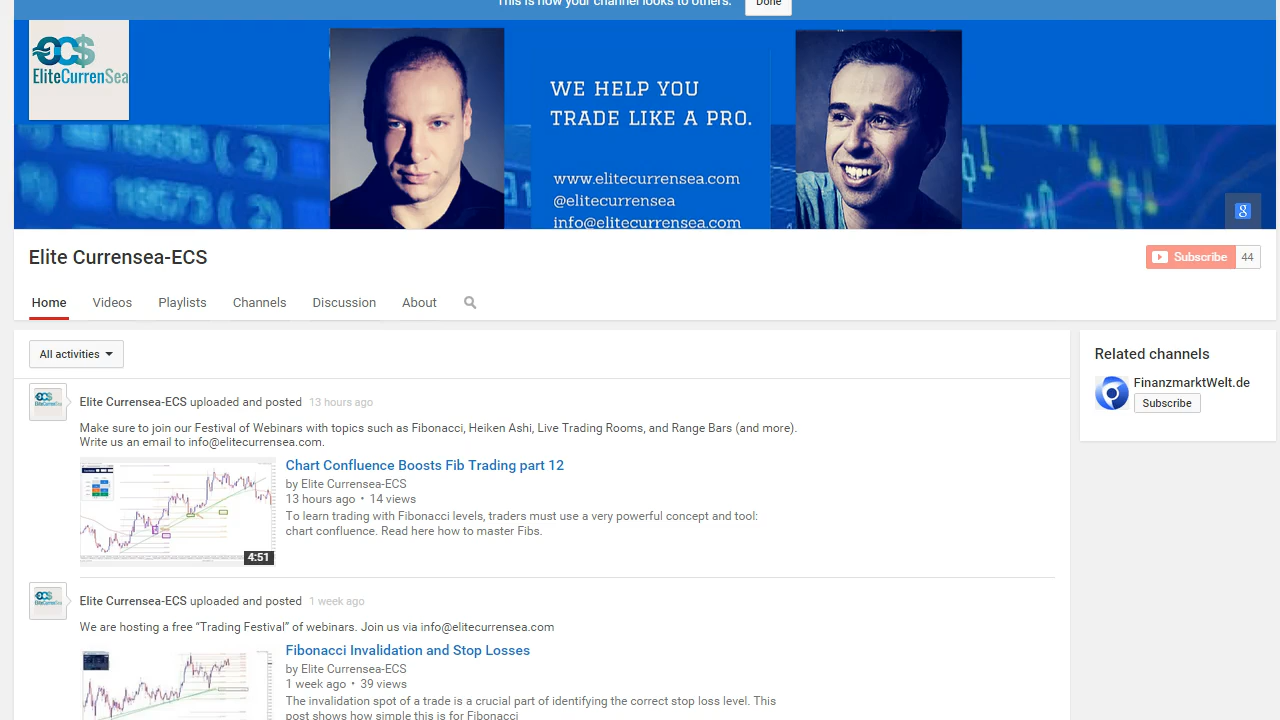 This is how your channel looks to others.
Done
ECS
EliteCurrenSea
WE HELP YOU
TRADE LIKE A PRO.
www.elitecurrensea.com
@elitecurrensea
info@elitecurrensea.com
8
Elite Currensea-ECS
Subscribe 44
Home Videos Playlists Channels Discussion About
All activities
Related channels
FinanzmarktWelt.de
Subscribe
Elite Currensea-ECS uploaded and posted 13 hours ago
Make sure to join our Festival of Webinars with topics such as Fibonacci, Heiken Ashi, Live Trading Rooms, and Range Bars (and more).
Write us an email to info@elitecurrensea.com.
Chart Confluence Boosts Fib Trading part 12
by Elite Currensea-ECS
13 hours ago • 14 views
To learn trading with Fibonacci levels, traders must use a very powerful concept and tool:
chart confluence. Read here how to master Fibs.
4:51
Elite Currensea-ECS uploaded and posted 1 week ago
We are hosting a free “Trading Festival” of webinars. Join us via info@elitecurrensea.com
Fibonacci Invalidation and Stop Losses
by Elite Currensea-ECS
1 week ago • 39 views
The invalidation spot of a trade is a crucial part of identifying the correct stop loss level. This
post shows how simple this is for Fibonacci